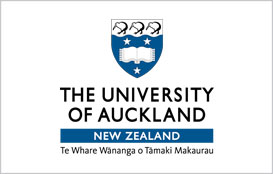 THE UNIVERSITY
OF AUCKLAND
NEW ZEALAND
Te Whare Wānanga o Tāmaki Makaurau